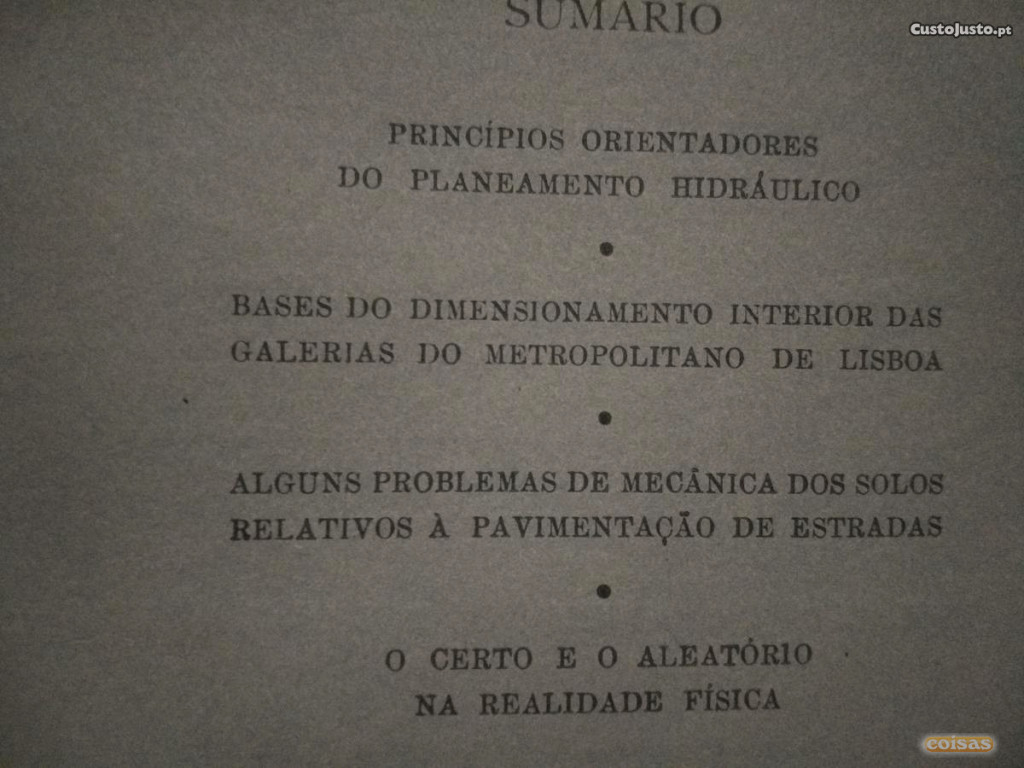 SUMÁRIO
CustoJusto.pt
PRINCÍPIOS ORIENTADORES
DO PLANEAMENTO HIDRÁULICO
BASES DO DIMENSIONAMENTO INTERIOR DAS
GALERIAS DO METROPOLITANO DE LISBOA
ALGUNS PROBLEMAS DE MECÂNICA DOS SOLOS
RELATIVOS À PAVIMENTAÇÃO DE ESTRADAS
O CERTO E O ALEATÓRIO
NA REALIDADE FÍSICA
coisas